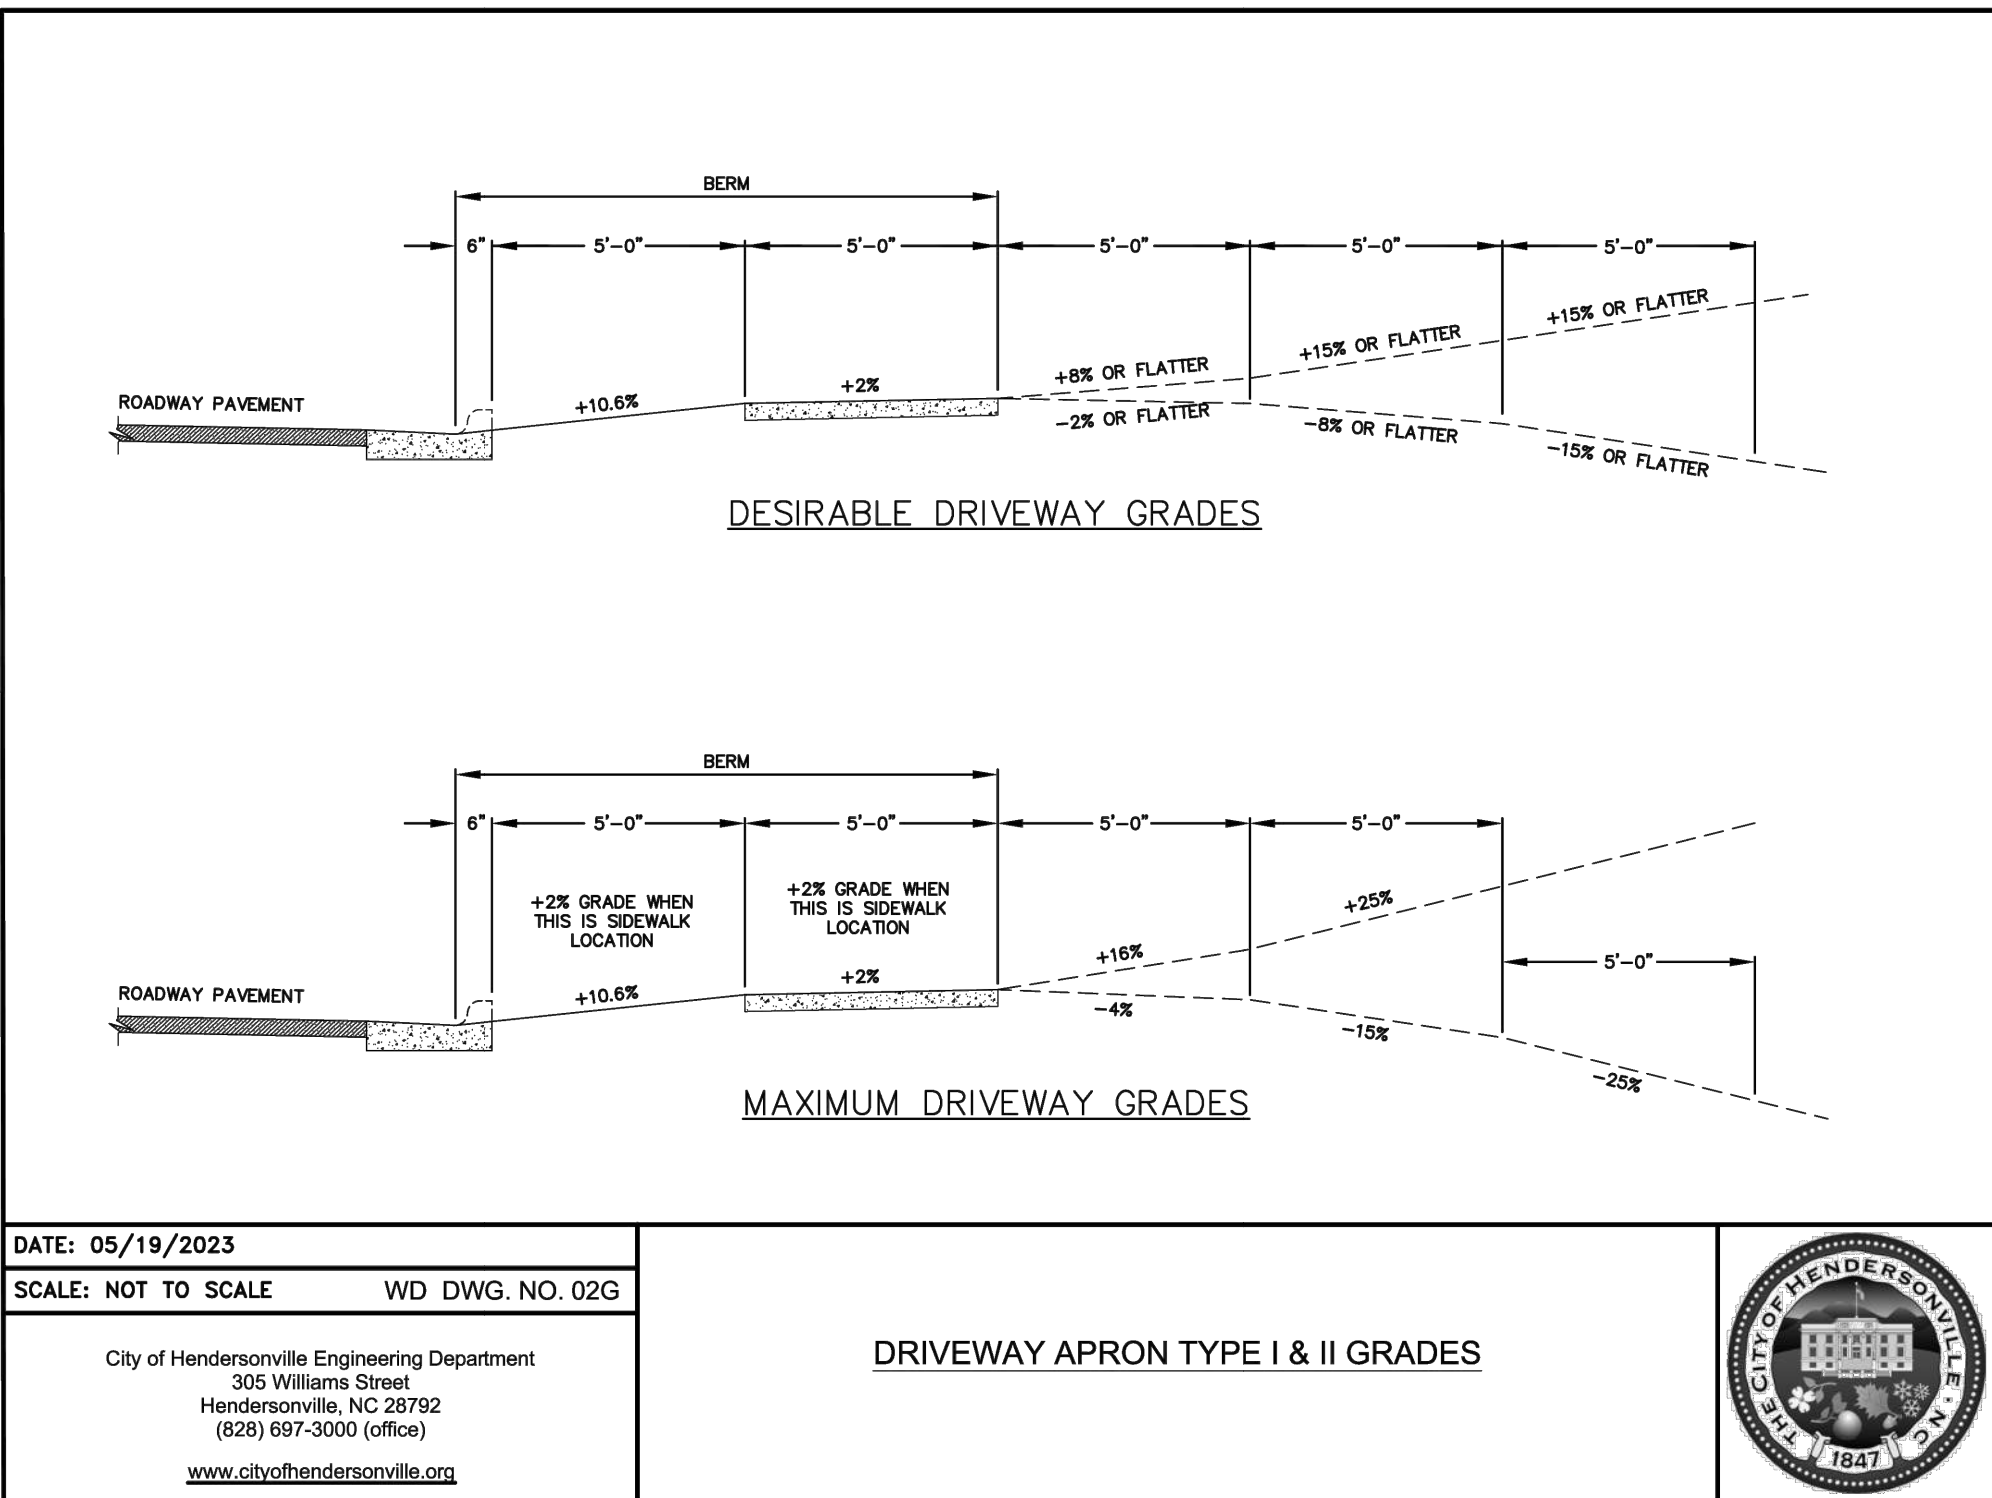 BERM
6" 5'-0" 5'-0" 5'-0" 5'-0" 5'-0"
+15% OR FLATTER
+15% OR FLATTER
+8% OR FLATTER
+2%
+10.6%
ROADWAY PAVEMENT
-2% OR FLATTER
-8% OR FLATTER
-15% OR FLATTER
DESIRABLE DRIVEWAY GRADES
BERM
6" 5'-0" 5'-0" 5'-0" 5'-0"
+2% GRADE WHEN
THIS IS SIDEWALK
LOCATION
+2% GRADE WHEN
THIS IS SIDEWALK
LOCATION
+25%
+16%
5'-0"
+2%
+10.6%
ROADWAY PAVEMENT
-4%
-15%
-25%
MAXIMUM DRIVEWAY GRADES
DATE: 05/19/2023
SCALE: NOT TO SCALE WD DWG. NO. 02G
City of Hendersonville Engineering Department
305 Williams Street
Hendersonville, NC 28792
(828) 697-3000 (office)
www.cityofhendersonville.org
DRIVEWAY APRON TYPE I & II GRADES
THE CITY OF HENDERSONVILLE · NC
1847